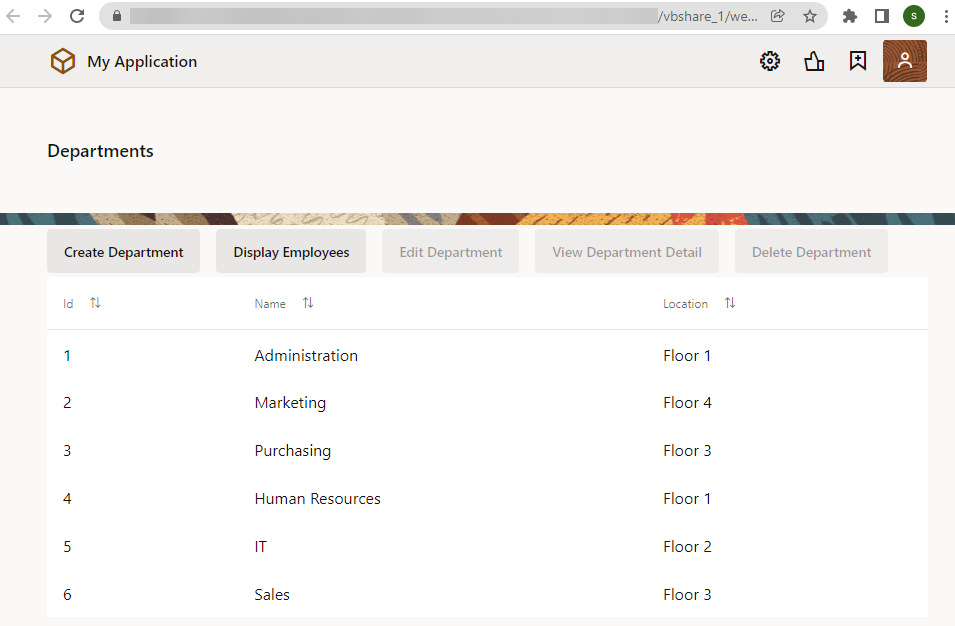 /vbshare_1/we...
S
My Application
Departments
Create Department Display Employees Edit Department View Department Detail Delete Department
Id Name Location
1 Administration Floor 1
2 Marketing Floor 4
3 Purchasing Floor 3
4 Human Resources Floor 1
5 IT Floor 2
6 Sales Floor 3